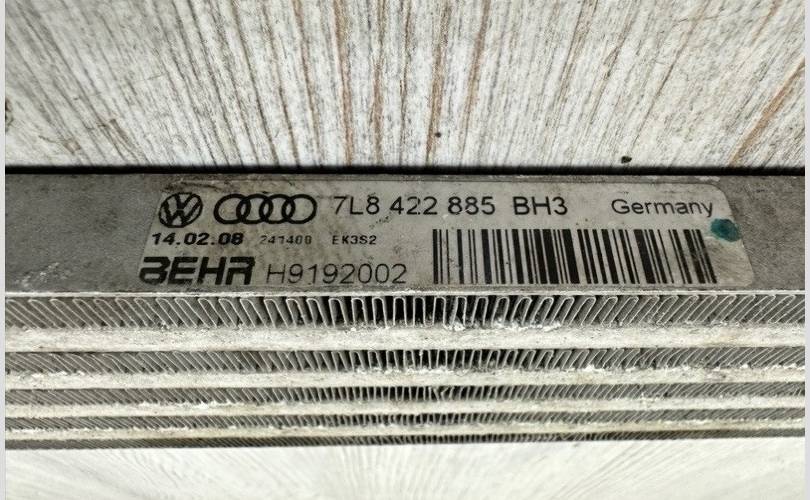 7L8 422 885 BH3 Germany
14.02.08 241400 EK3S2
BEHR H9192002